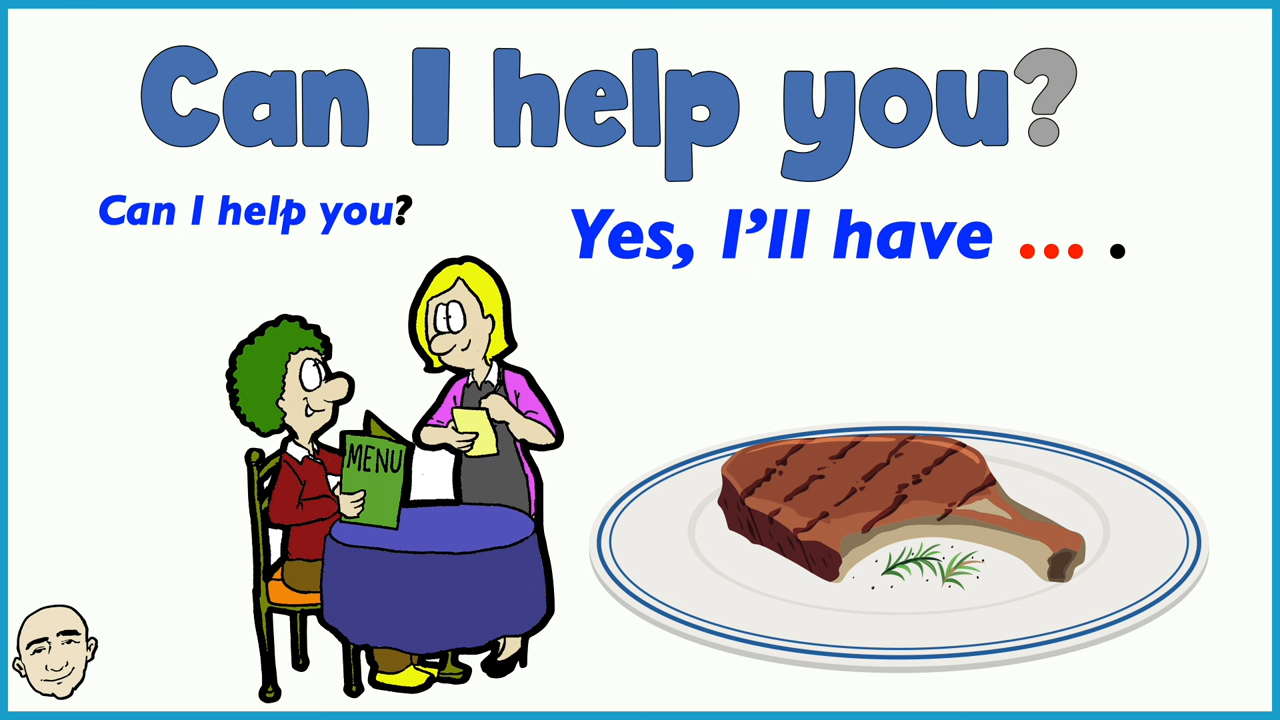 Can I help you?
Can I help you?
Yes, I’ll have ... .
MENU